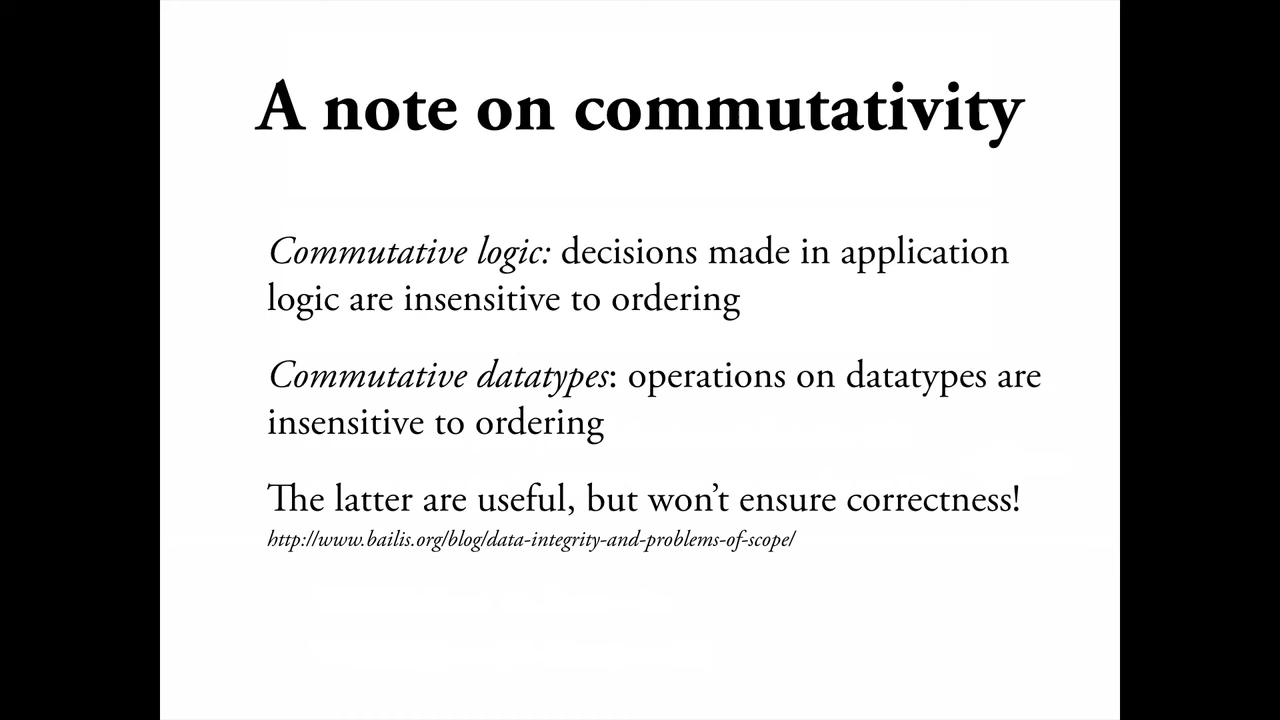 A note on commutativity
Commutative logic: decisions made in application
logic are insensitive to ordering
Commutative datatypes: operations on datatypes are
insensitive to ordering
The latter are useful, but won’t ensure correctness!
http://www.bailis.org/blog/data-integrity-and-problems-of-scope/